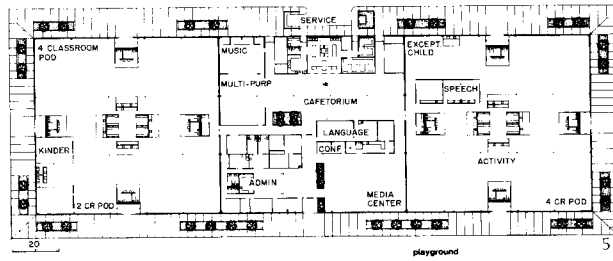 SERVICE
4 CLASSROOM
POD
MUSIC
EXCEPT
CHILD
MULTI-PURP
SPEECH
CAFETORIUM
LANGUAGE
KINDER
CONF
ACTIVITY
ADMIN
MEDIA
CENTER
2 CR POD
4 CR POD
20
playground
5